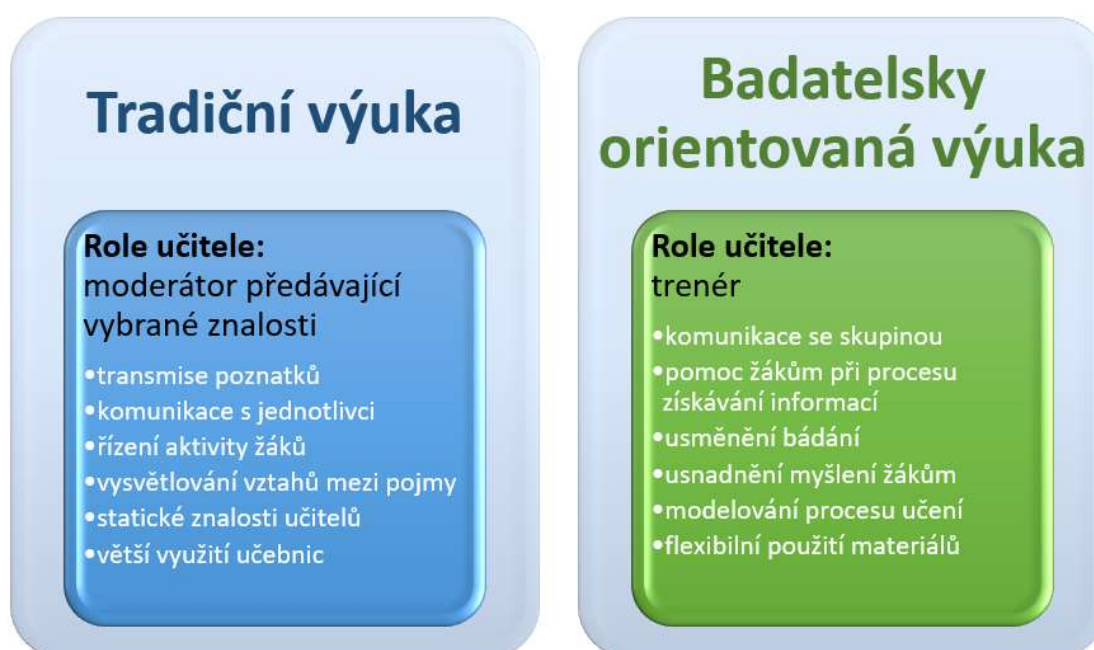 Tradiční výuka
Role učitele:
moderátor předávající
vybrané znalosti
•transmise poznatků
•komunikace s jednotlivci
•řízení aktivity žáků
•vysvětlování vztahů mezi pojmy
•statické znalosti učitelů
•větší využití učebnic
Badatelsky
orientovaná výuka
Role učitele:
trenér
•komunikace se skupinou
•pomoc žákům při procesu
získávání informací
•usměnění bádání
•usnadnění myšlení žákům
•modelování procesu učení
•flexibilní použití materiálů